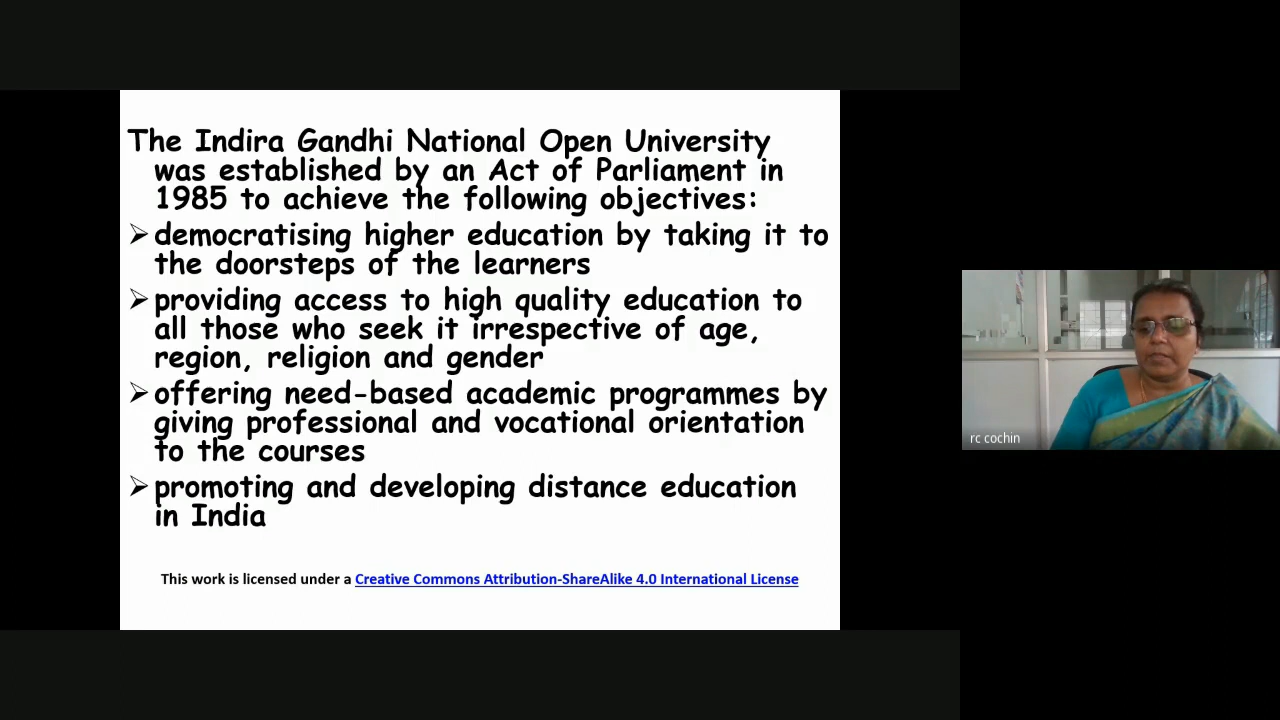 The Indira Gandhi National Open University
was established by an Act of Parliament in
1985 to achieve the following objectives:
➢democratising higher education by taking it to
the doorsteps of the learners
➢providing access to high quality education to
all those who seek it irrespective of age,
region, religion and gender
➢offering need-based academic programmes by
giving professional and vocational orientation
to the courses
➢promoting and developing distance education
in India
This work is licensed under a Creative Commons Attribution-ShareAlike 4.0 International License
rc cochin